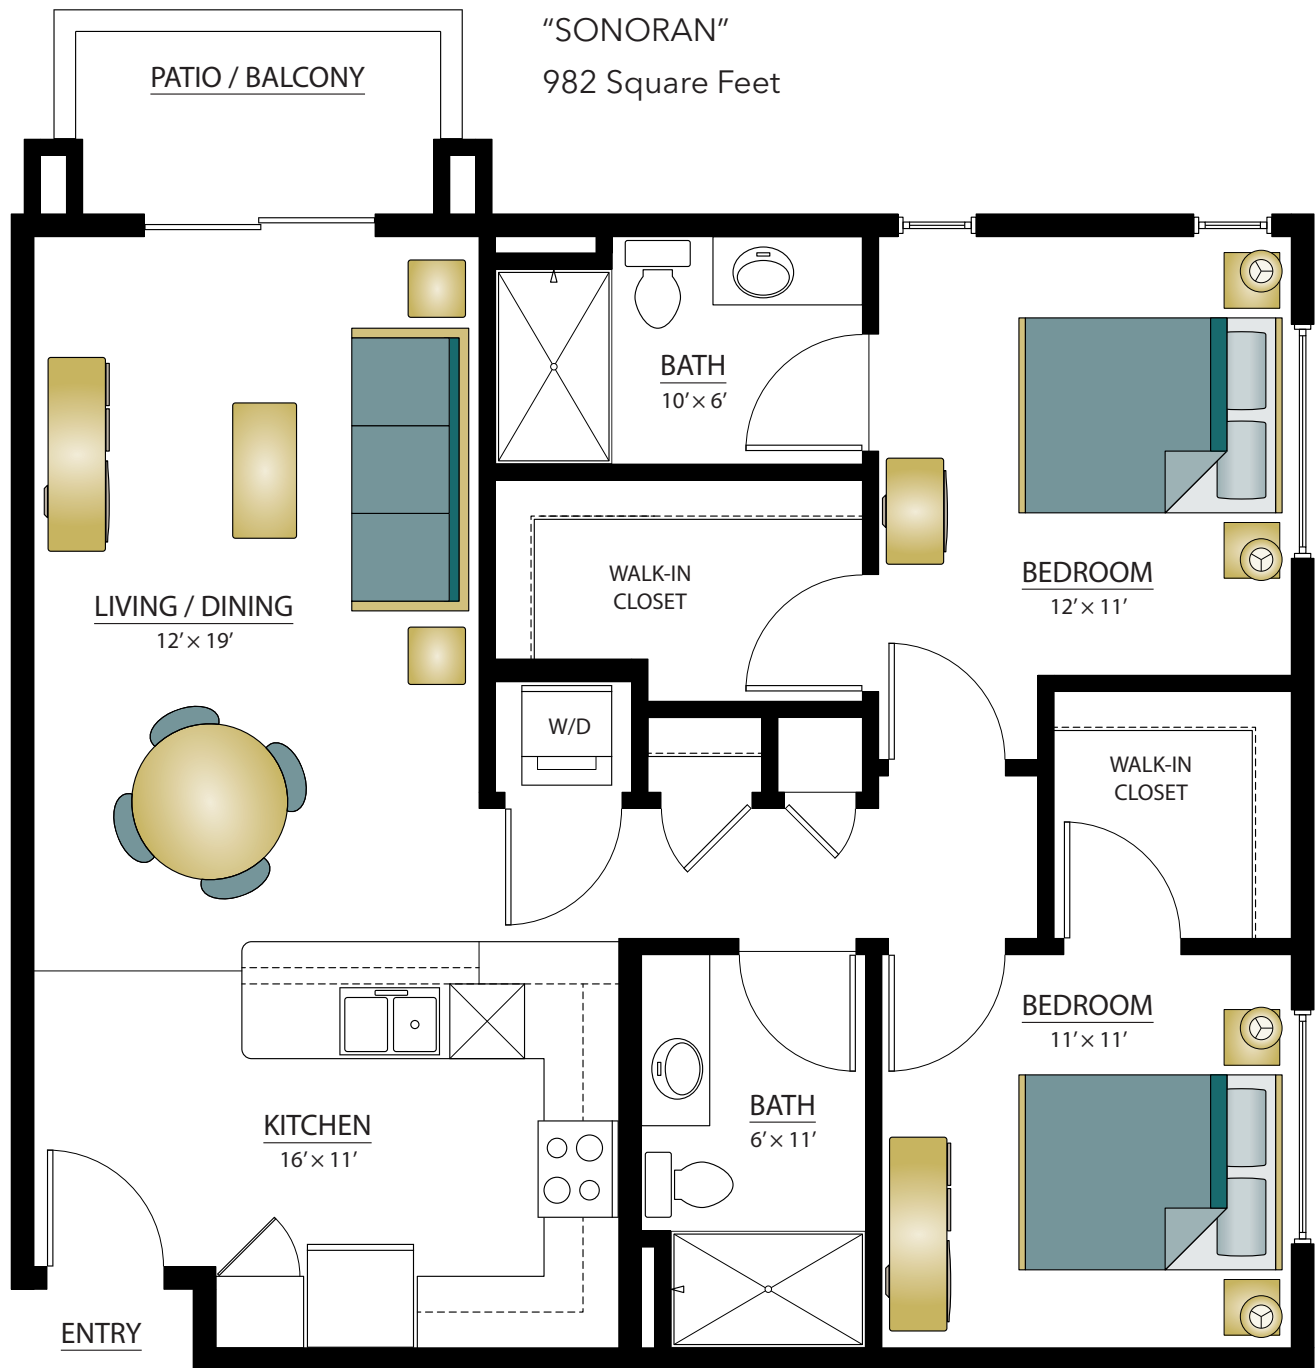 “SONORAN”
982 Square Feet
PATIO / BALCONY
BATH
10’ × 6’
WALK-IN
CLOSET
BEDROOM
12’ × 11’
LIVING / DINING
12’ × 19’
W/D
WALK-IN
CLOSET
BEDROOM
11’ × 11’
KITCHEN
16’ × 11’
BATH
6’ × 11’
ENTRY